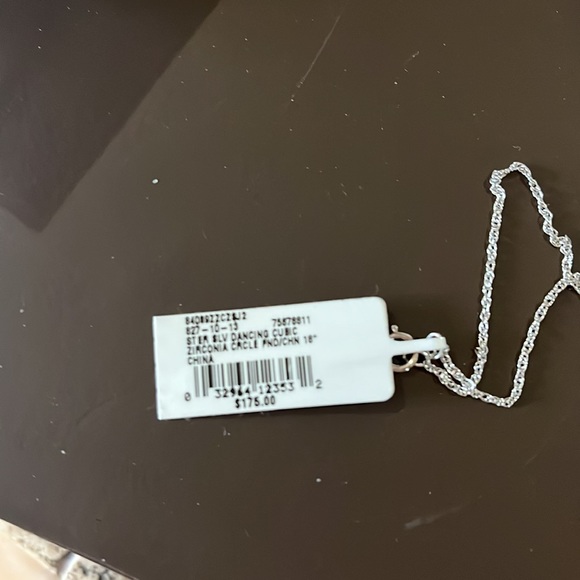 827-10-13 75878811
STER SLV DANCING CUBIC
ZIRCONIA CRCLE PND/CHN 18"
CHINA
0 32964 12353 2
$175.00